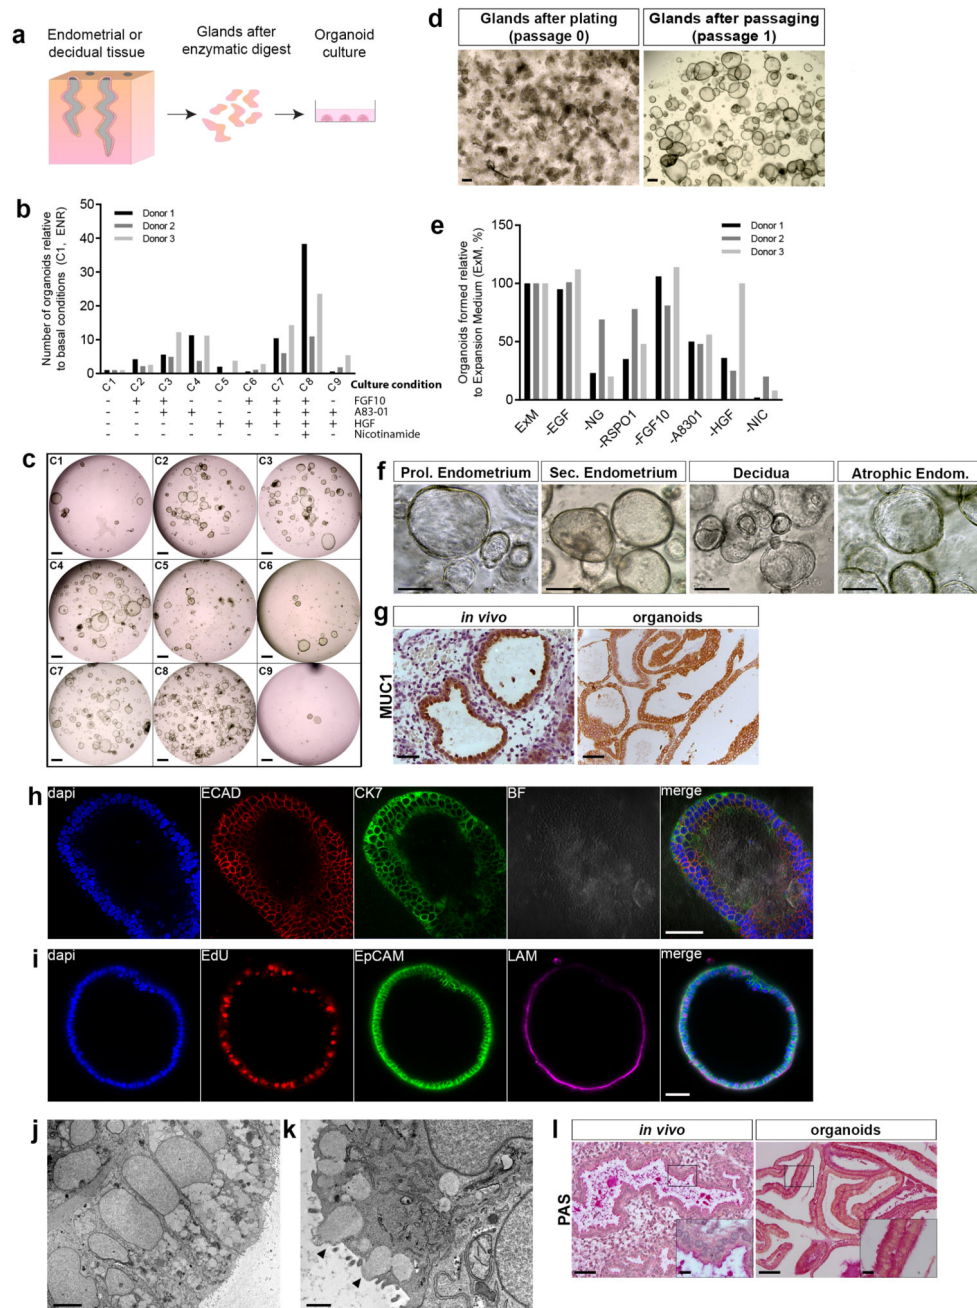 a
Endometrial or
decidual tissue
Glands after
enzymatic digest
Organoid
culture
b
Number of organoids relative
to basal conditions (C1, ENR)
50
40
30
20
10
0
Donor 1
Donor 2
Donor 3
C1 C2 C3 C4 C5 C6 C7 C8 C9 Culture condition
- + + - - + + + - FGF10
- - + + - - + + + A83-01
- - - - + + + + + HGF
- - - - - - - + - Nicotinamide
c
C1 C2 C3
C4 C5 C6
C7 C8 C9
d
Glands after plating
(passage 0)
Glands after passaging
(passage 1)
e
Organoids formed relative
to Expansion Medium (ExM, %)
150
100
50
0
Donor 1
Donor 2
Donor 3
ExM -EGF -NG -RSPO1 -FGF10 -A8301 -HGF -NIC
f
Prol. Endometrium
Sec. Endometrium
Decidua
Atrophic Endom.
g
in vivo
organoids
MUC1
h
dapi ECAD CK7 BF merge
i
dapi EdU EpCAM LAM merge
j
k
l
in vivo
organoids
PAS